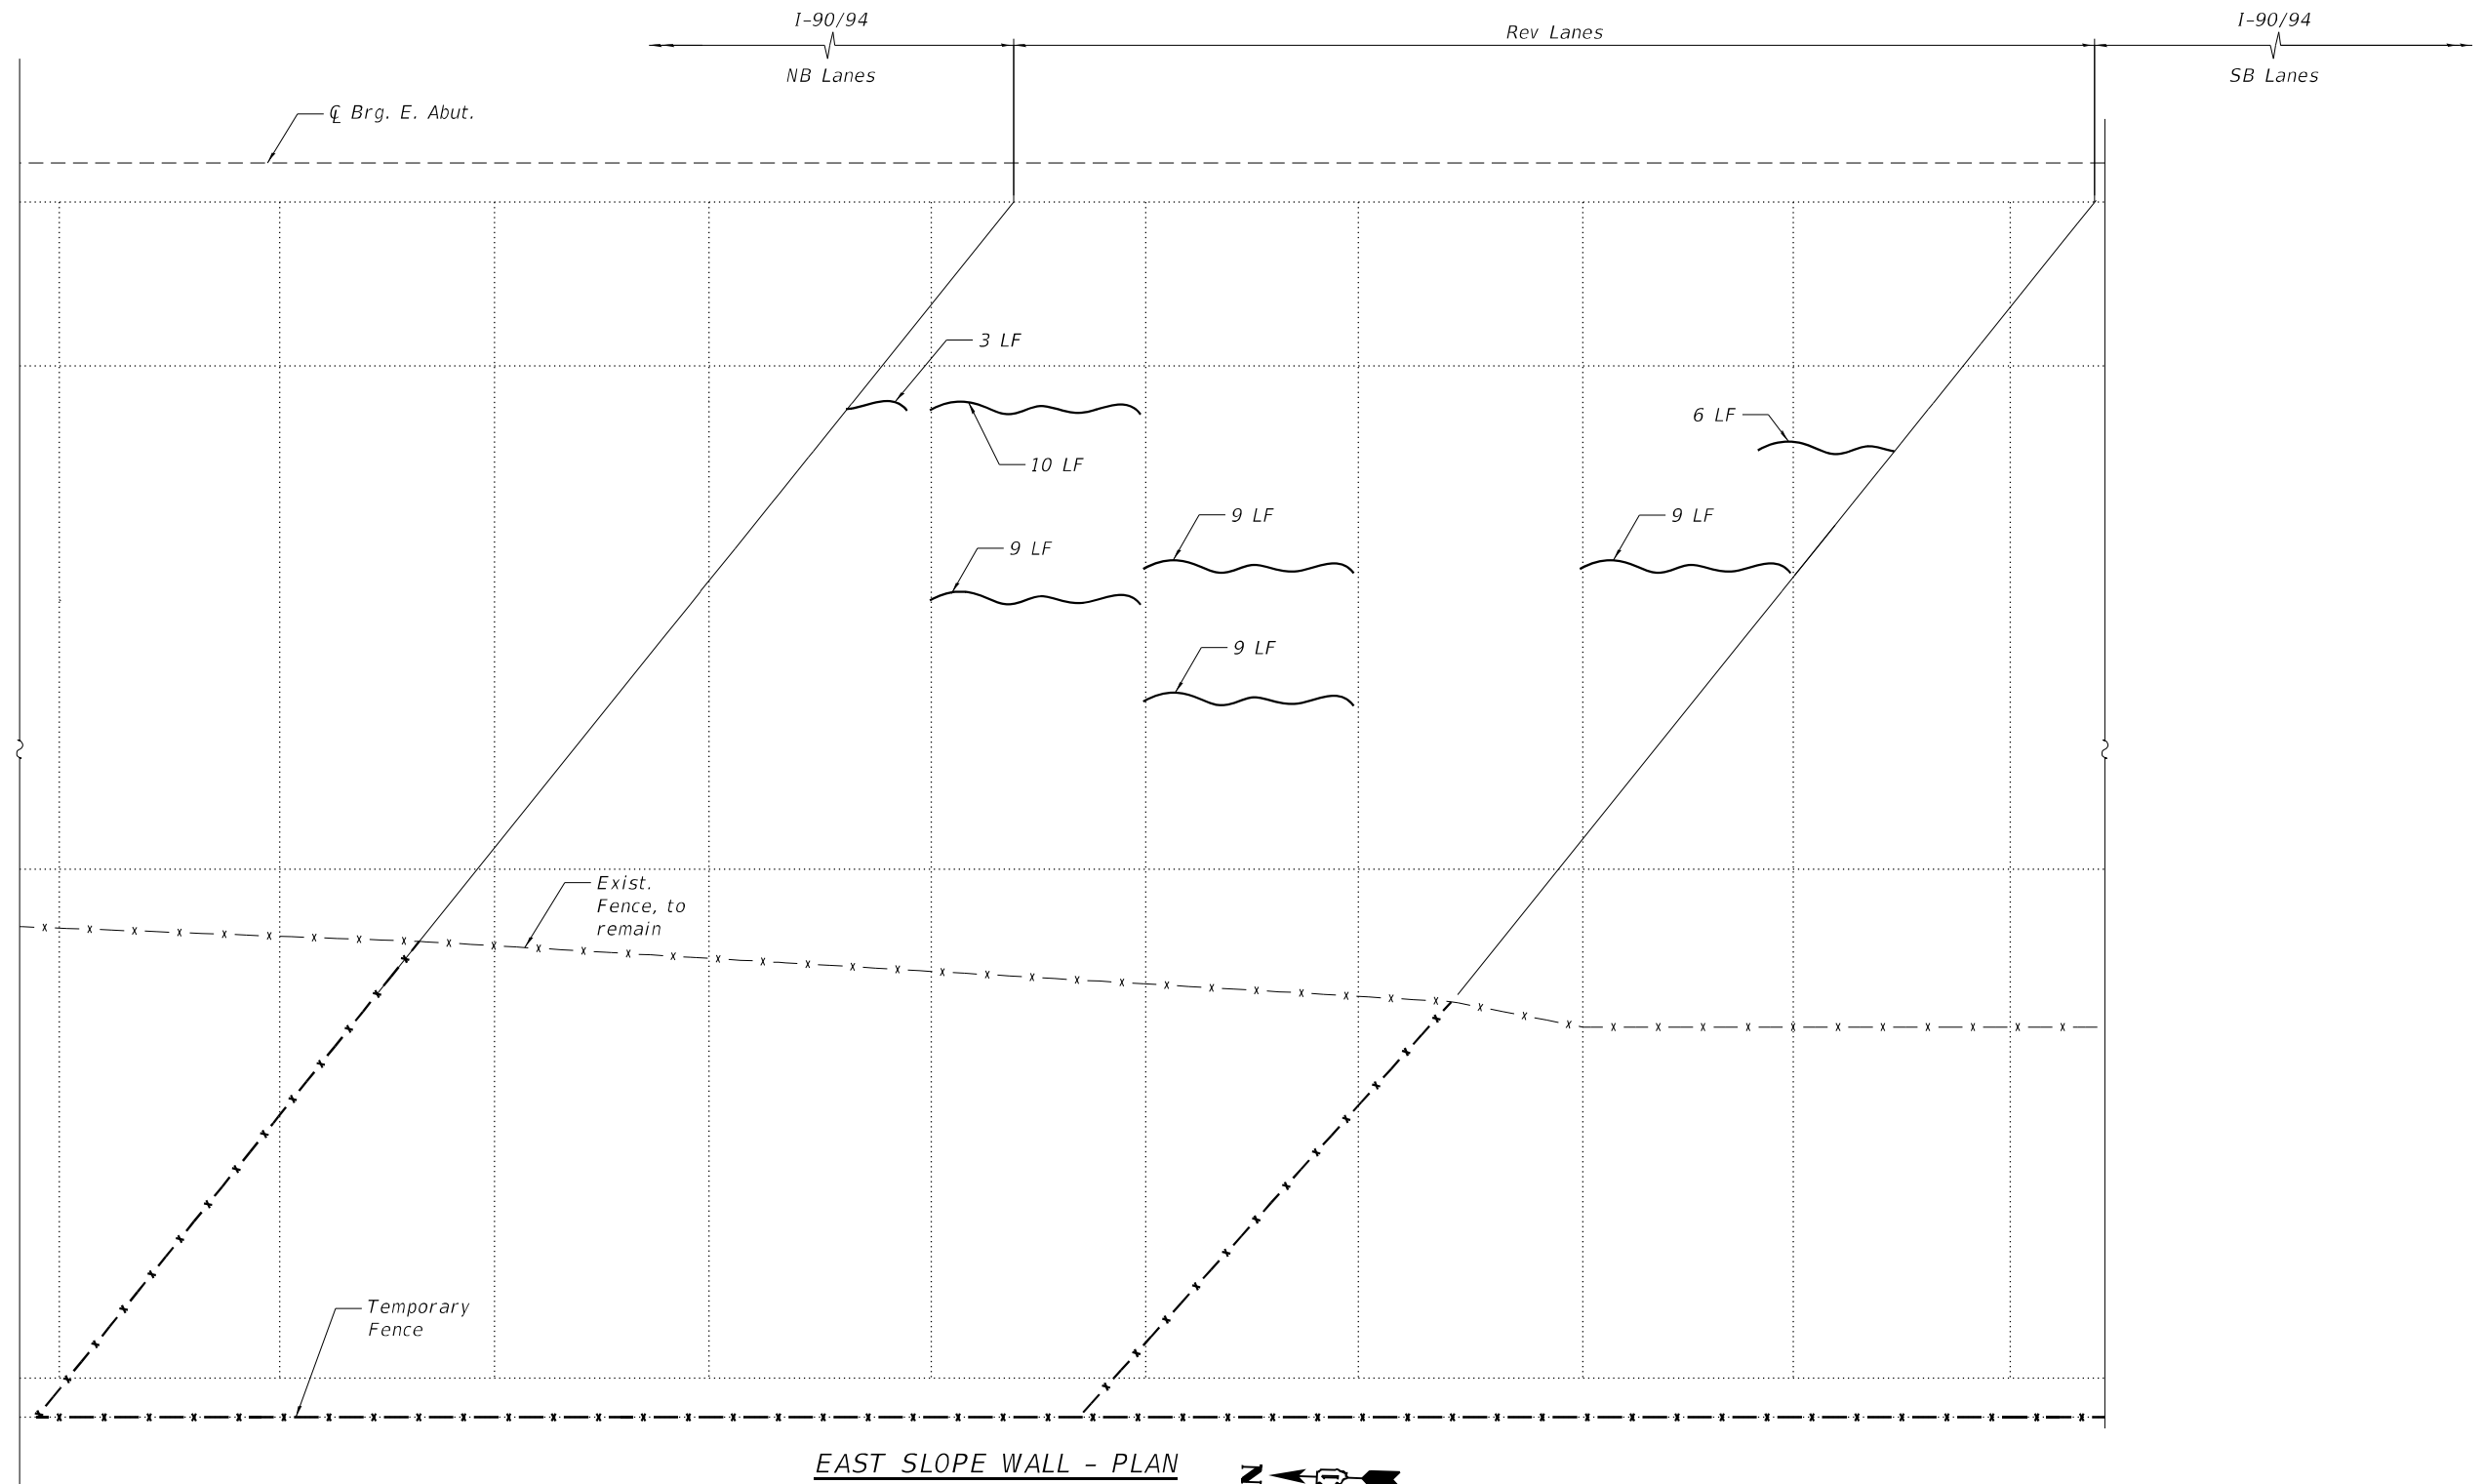 I-90/94
NB Lanes
Rev Lanes
I-90/94
SB Lanes
℄ Brg. E. Abut.
3 LF
10 LF
6 LF
9 LF
9 LF
9 LF
9 LF
Exist.
Fence, to
remain
Temporary
Fence
EAST SLOPE WALL - PLAN
N